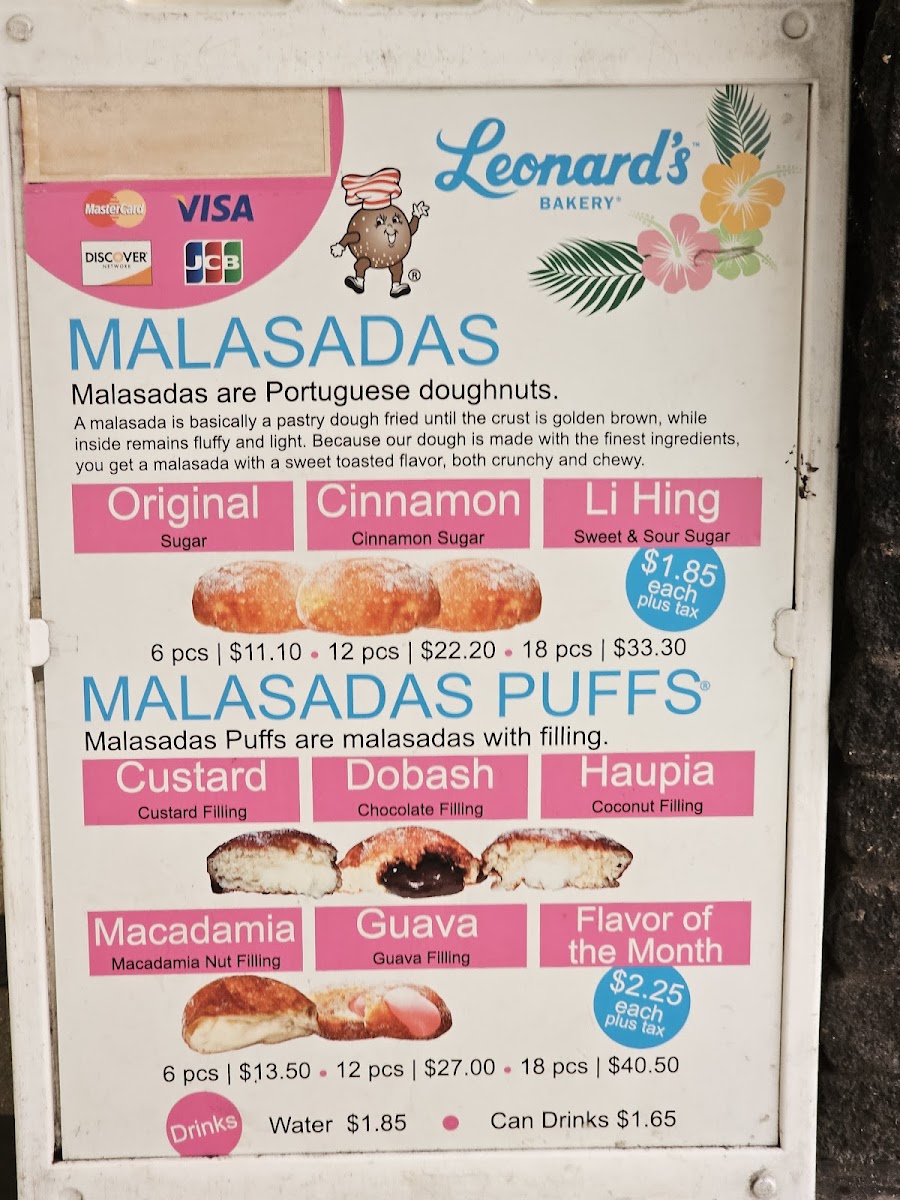 MasterCard
VISA
DISCOVER
NETWORK
JCB
®
Leonard's™
BAKERY®
MALASADAS
Malasadas are Portuguese doughnuts.
A malasada is basically a pastry dough fried until the crust is golden brown, while
inside remains fluffy and light. Because our dough is made with the finest ingredients,
you get a malasada with a sweet toasted flavor, both crunchy and chewy.
Original
Sugar
Cinnamon
Cinnamon Sugar
Li Hing
Sweet & Sour Sugar
$1.85
each
plus tax
6 pcs | $11.10 • 12 pcs | $22.20 • 18 pcs | $33.30
MALASADAS PUFFS®
Malasadas Puffs are malasadas with filling.
Custard
Custard Filling
Dobash
Chocolate Filling
Haupia
Coconut Filling
Macadamia
Macadamia Nut Filling
Guava
Guava Filling
Flavor of
the Month
$2.25
each
plus tax
6 pcs | $13.50 • 12 pcs | $27.00 • 18 pcs | $40.50
Drinks
Water $1.85 • Can Drinks $1.65